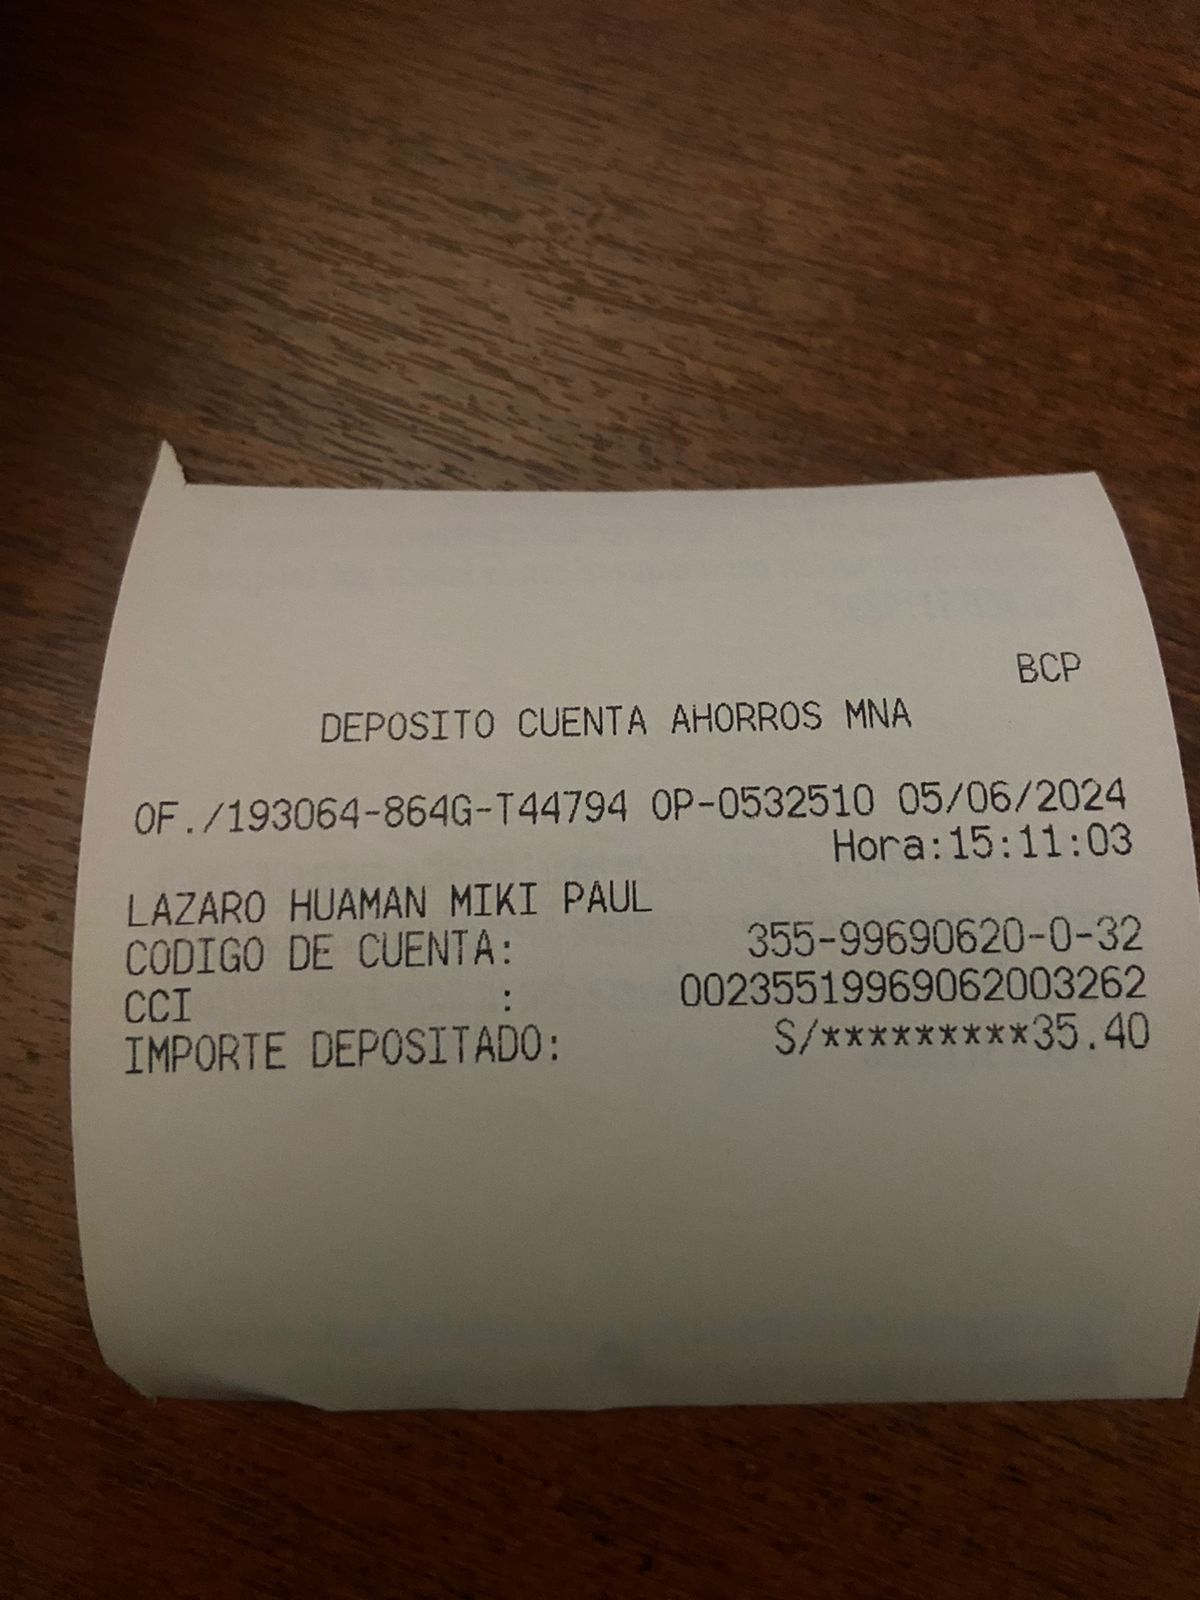 BCP
DEPOSITO CUENTA AHORROS MNA
OF./193064-864G-T44794 OP-0532510 05/06/2024
Hora:15:11:03
LAZARO HUAMAN MIKI PAUL
CODIGO DE CUENTA: 355-99690620-0-32
CCI : 00235519969062003262
IMPORTE DEPOSITADO: S/*********35.40